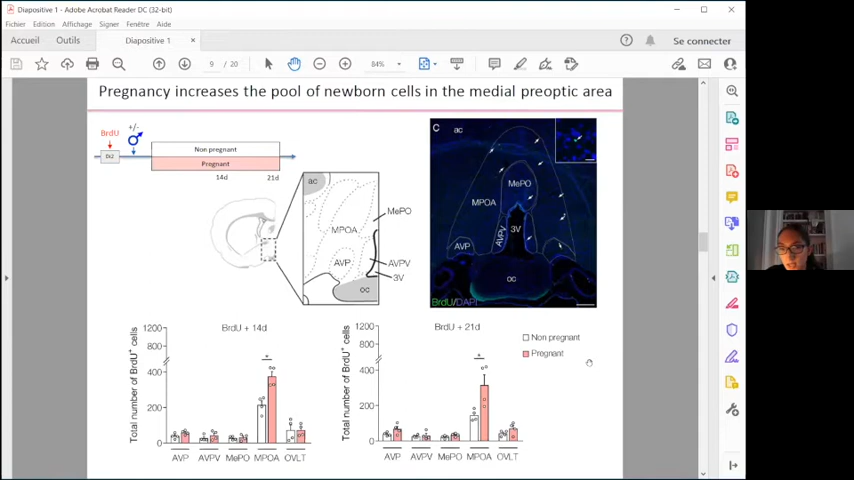 Diapositive 1 - Adobe Acrobat Reader DC (32-bit)
Fichier Edition Affichage Signer Fenêtre Aide
Accueil Outils Diapositive 1 × Se connecter
9 / 20 84%
Pregnancy increases the pool of newborn cells in the medial preoptic area
BrdU
+/-
Non pregnant
Pregnant
14d 21d
ac
MPOA
MePO
AVP
AVPV
3V
oc
C
ac
MePO
MPOA
3V
AVPV
AVP
oc
BrdU/DAPI
BrdU + 14d
Total number of BrdU+ cells
1200
800
400
200
0
*
AVP AVPV MePO MPOA OVLT
BrdU + 21d
Total number of BrdU+ cells
1200
800
400
200
0
*
AVP AVPV MePO MPOA OVLT
Non pregnant
Pregnant